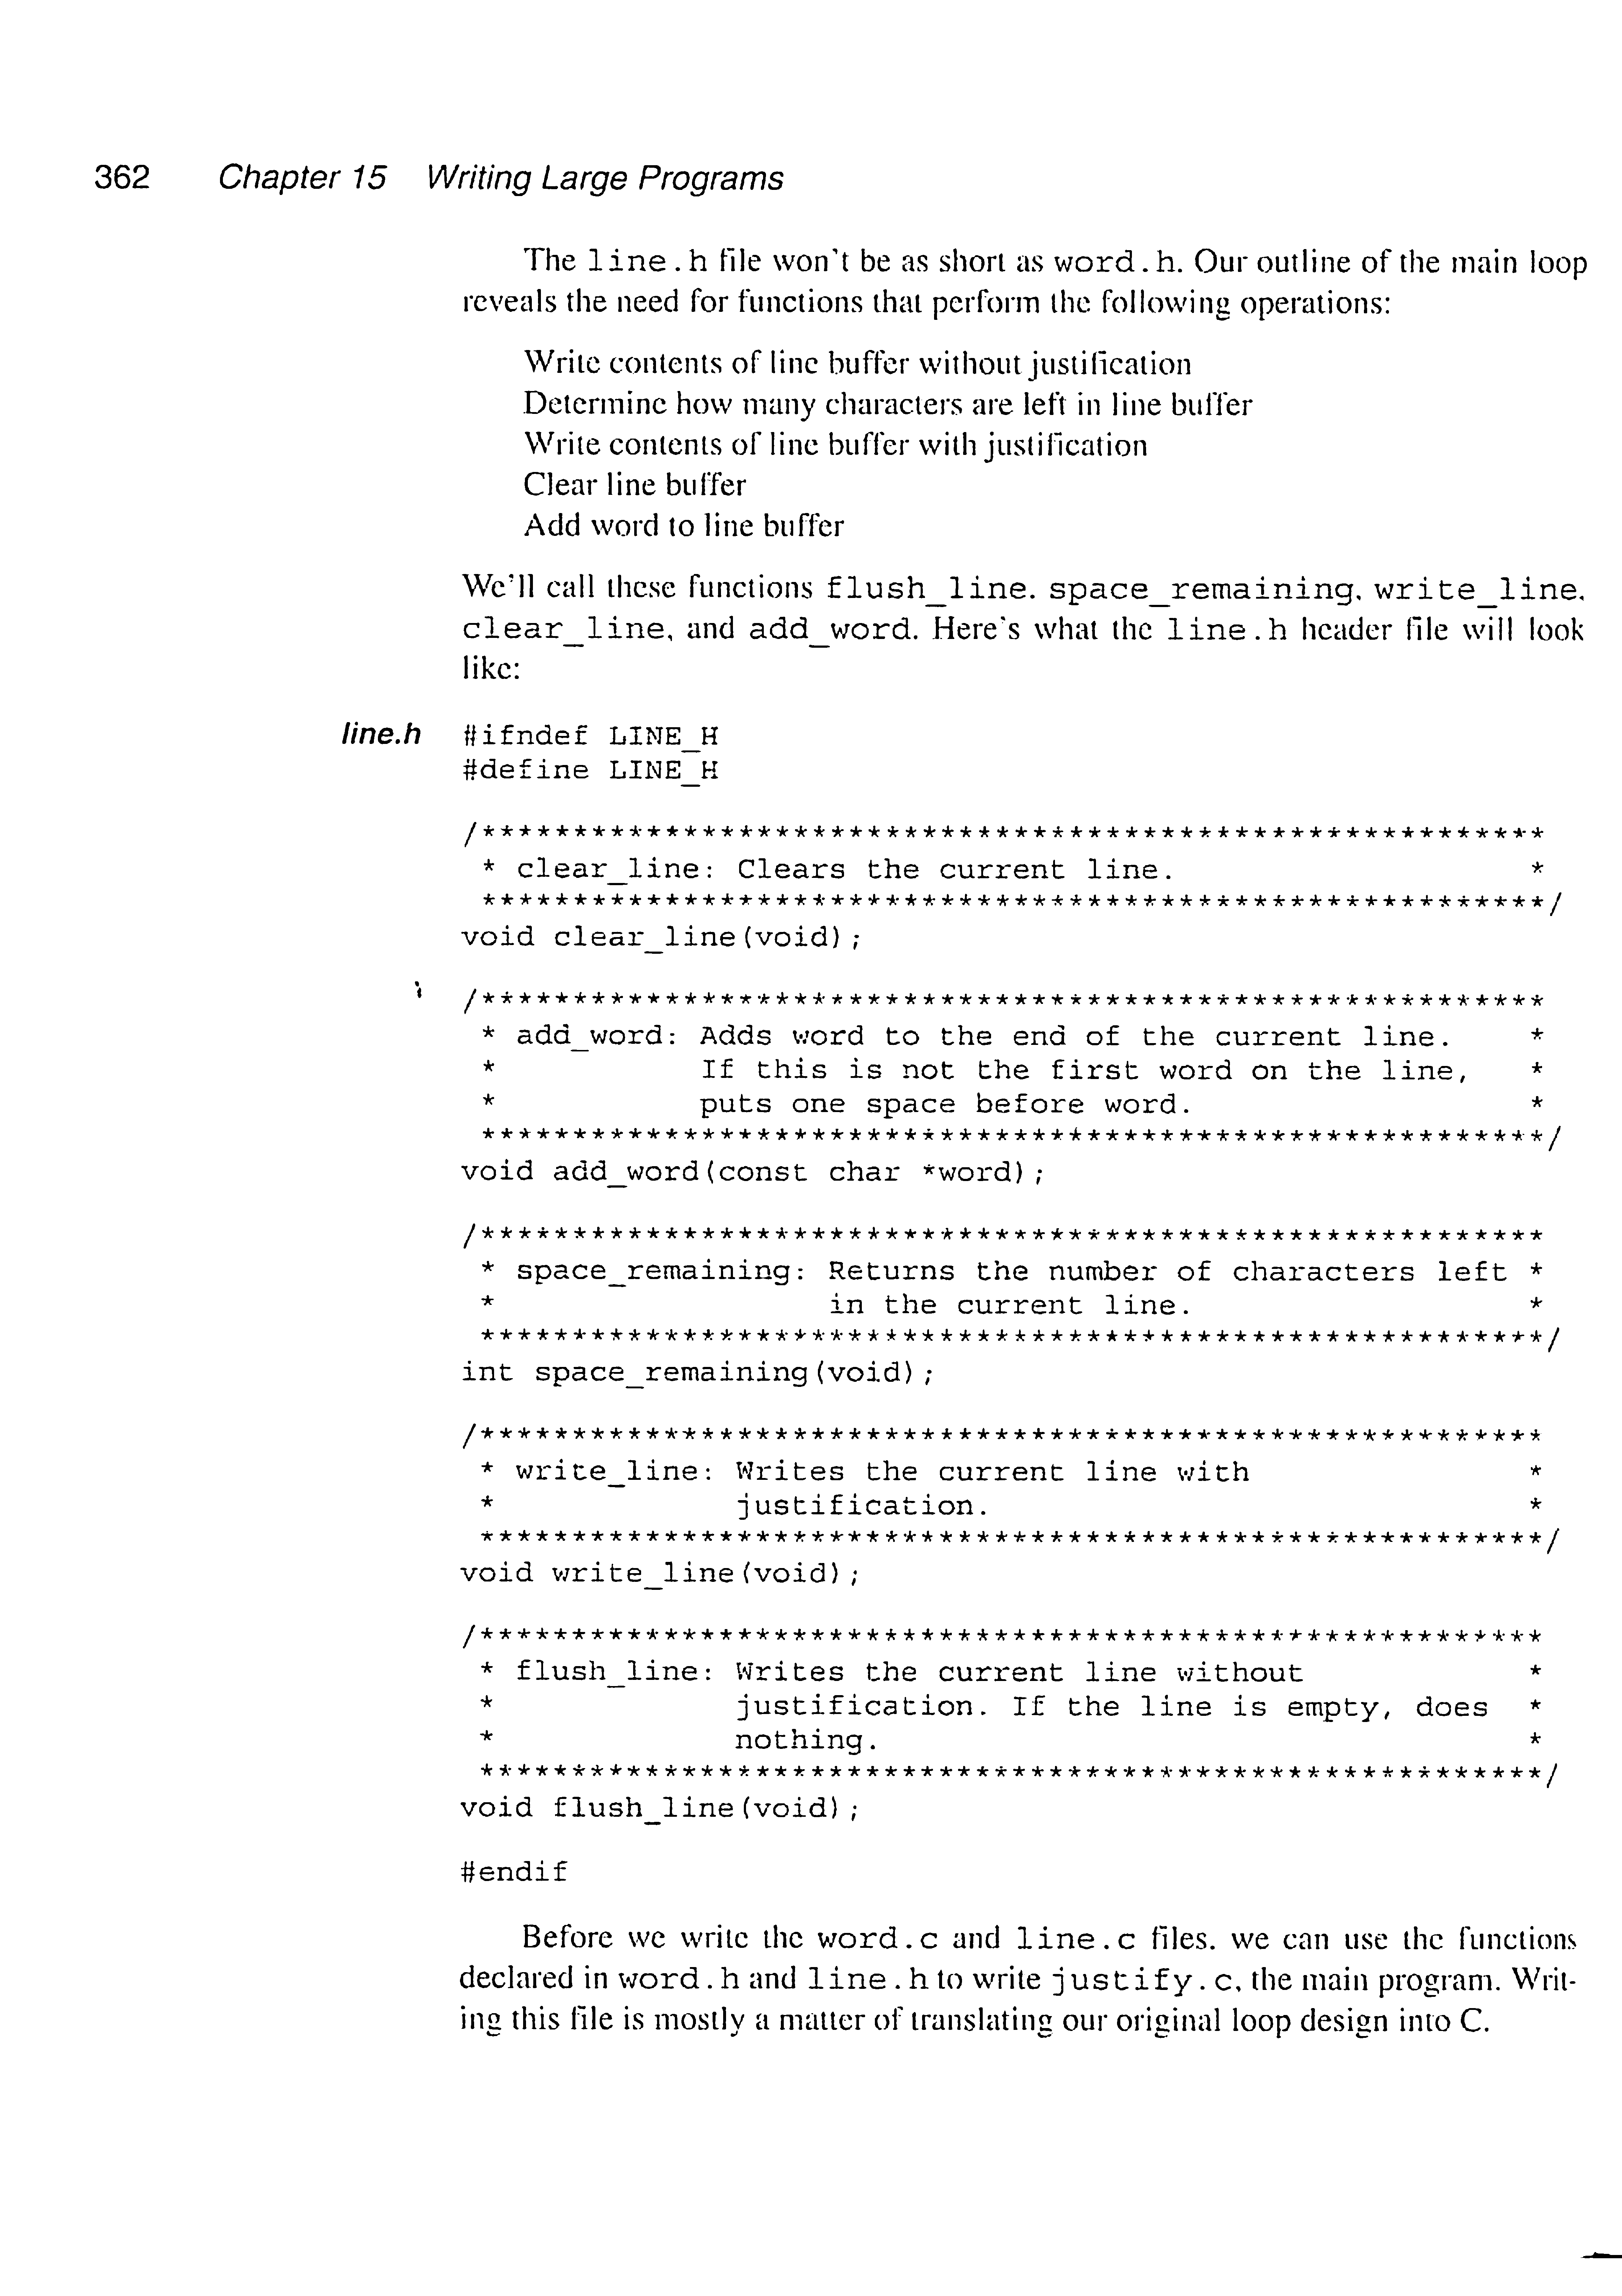 362 Chapter 15 Writing Large Programs
The line.h file won't be as short as word.h. Our outline of the main loop
reveals the need for functions that perform the following operations:
Write contents of line buffer without justification
Determine how many characters are left in line buffer
Write contents of line buffer with justification
Clear line buffer
Add word to line buffer
We'll call these functions flush_line, space_remaining, write_line,
clear_line, and add_word. Here's what the line.h header file will look
like:
line.h #ifndef LINE_H
#define LINE_H
/**********************************************************
 * clear_line: Clears the current line.                   *
 **********************************************************/
void clear_line(void);
/**********************************************************
 * add_word: Adds word to the end of the current line.    *
 *           If this is not the first word on the line,   *
 *           puts one space before word.                  *
 **********************************************************/
void add_word(const char *word);
/**********************************************************
 * space_remaining: Returns the number of characters left *
 *                  in the current line.                  *
 **********************************************************/
int space_remaining(void);
/**********************************************************
 * write_line: Writes the current line with               *
 *             justification.                             *
 **********************************************************/
void write_line(void);
/**********************************************************
 * flush_line: Writes the current line without            *
 *             justification. If the line is empty, does  *
 *             nothing.                                   *
 **********************************************************/
void flush_line(void);
#endif
Before we write the word.c and line.c files, we can use the functions
declared in word.h and line.h to write justify.c, the main program. Writ-
ing this file is mostly a matter of translating our original loop design into C.